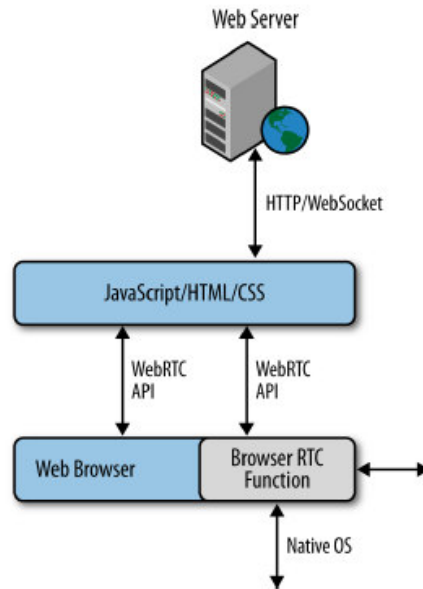 Web Server
HTTP/WebSocket
JavaScript/HTML/CSS
WebRTC
API
WebRTC
API
Web Browser
Browser RTC
Function
Native OS